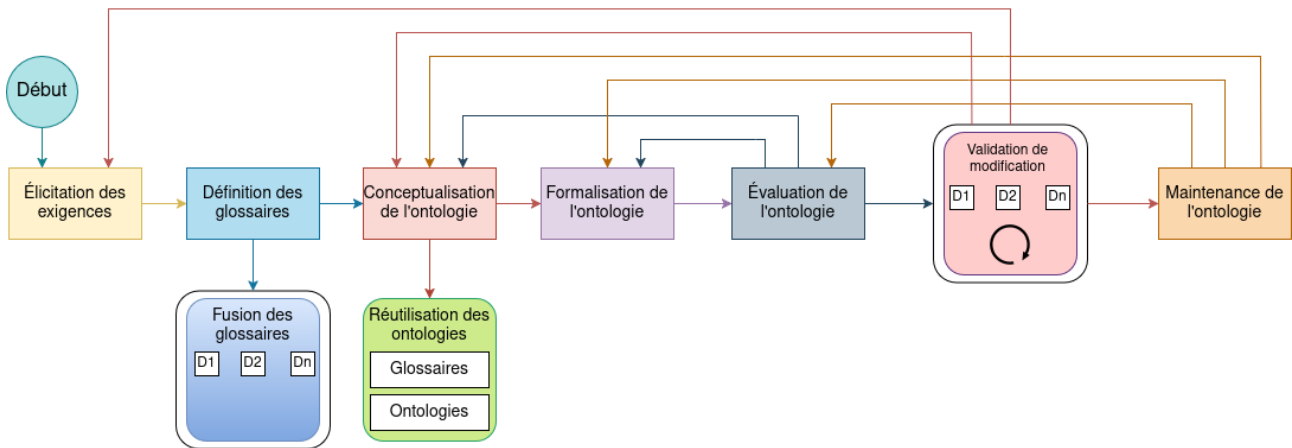 Début
Élicitation des
exigences
Définition des
glossaires
Conceptualisation
de l'ontologie
Formalisation de
l'ontologie
Évaluation de
l'ontologie
Validation de
modification
D1
D2
Dn
Maintenance de
l'ontologie
Fusion des
glossaires
D1
D2
Dn
Réutilisation des
ontologies
Glossaires
Ontologies